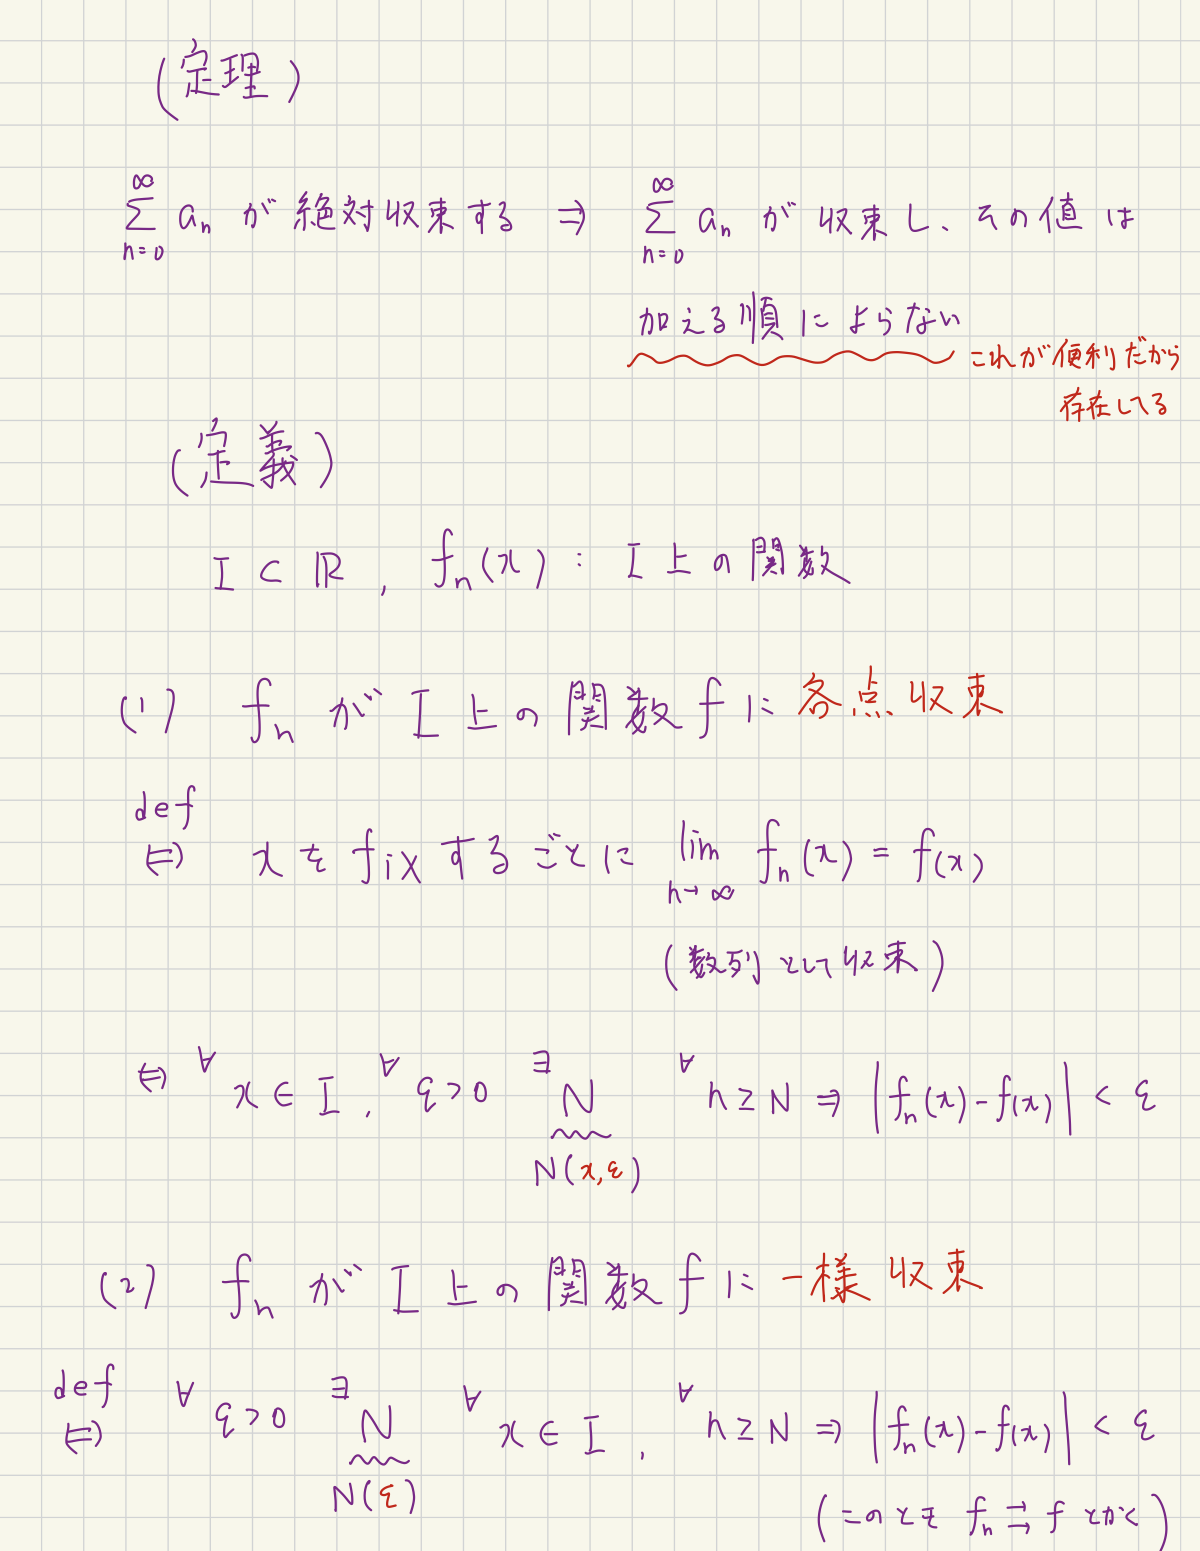 (定理)
∑_{n=0}^{∞} a_n が 絶対収束する ⇒ ∑_{n=0}^{∞} a_n が 収束し、その値は
加える順によらない
これが便利だから
存在してる
(定義)
I ⊂ ℝ, f_n(x) : I上の関数
(1) f_n が I上の関数 f に 各点収束
def
⇔ x を fix するごとに lim_{n→∞} f_n(x) = f(x)
(数列として収束)
⇔ ∀x ∈ I, ∀ε>0 ∃N ∀n ≥ N ⇒ |f_n(x) - f(x)| < ε
N(x,ε)
(2) f_n が I上の関数 f に 一様収束
def
⇔ ∀ε>0 ∃N ∀x ∈ I, ∀n ≥ N ⇒ |f_n(x) - f(x)| < ε
N(ε)
(このとき f_n ⇉ f とかく)